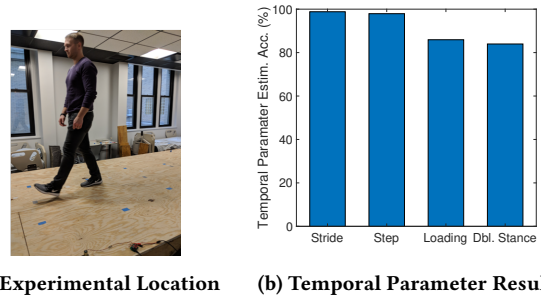 Temporal Paramater Estim. Acc. (%)
100
80
60
40
20
0
Stride Step Loading Dbl. Stance
Experimental Location
(b) Temporal Parameter Resul